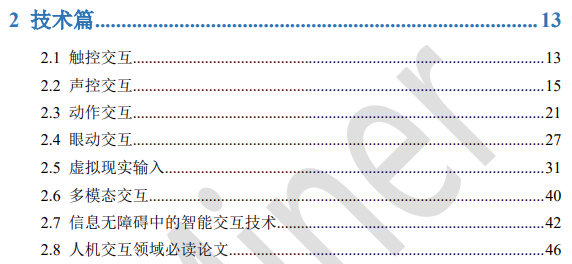 2 技术篇 13
2.1 触控交互 13
2.2 声控交互 15
2.3 动作交互 21
2.4 眼动交互 27
2.5 虚拟现实输入 31
2.6 多模态交互 40
2.7 信息无障碍中的智能交互技术 42
2.8 人机交互领域必读论文 46
Miner